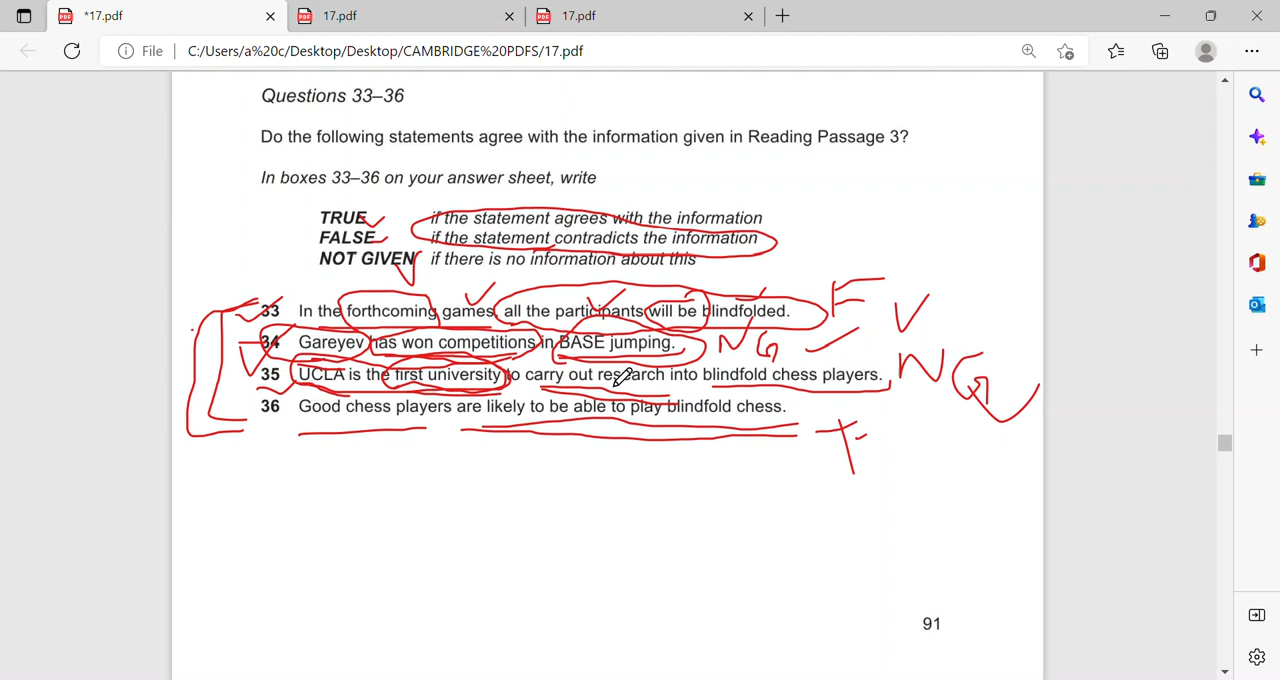 *17.pdf
17.pdf
17.pdf
File | C:/Users/a%20c/Desktop/Desktop/CAMBRIDGE%20PDFS/17.pdf
Questions 33–36
Do the following statements agree with the information given in Reading Passage 3?
In boxes 33–36 on your answer sheet, write
TRUE if the statement agrees with the information
FALSE if the statement contradicts the information
NOT GIVEN if there is no information about this
33 In the forthcoming games, all the participants will be blindfolded. F
34 Gareyev has won competitions in BASE jumping. NG
35 UCLA is the first university to carry out research into blindfold chess players. NG
36 Good chess players are likely to be able to play blindfold chess. T
91